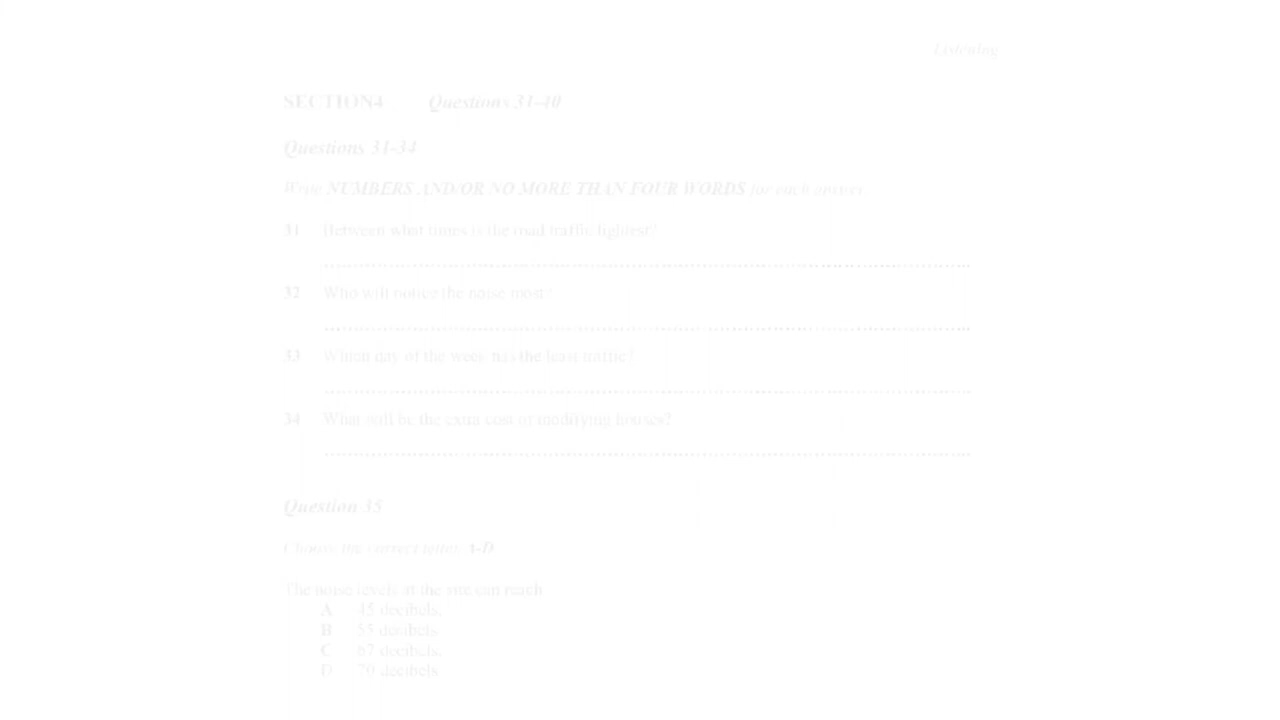 Listening
SECTION4 Questions 31-40
Questions 31-34
Write NUMBERS AND/OR NO MORE THAN FOUR WORDS for each answer
31 Between what times is the road traffic lightest?
32 Who will notice the noise most?
33 Which day of the week has the least traffic?
34 What will be the extra cost of modifying houses?
Question 35
Choose the correct letter A-D
The noise levels at the site can reach
A 45 decibels.
B 55 decibels
C 67 decibels.
D 70 decibels